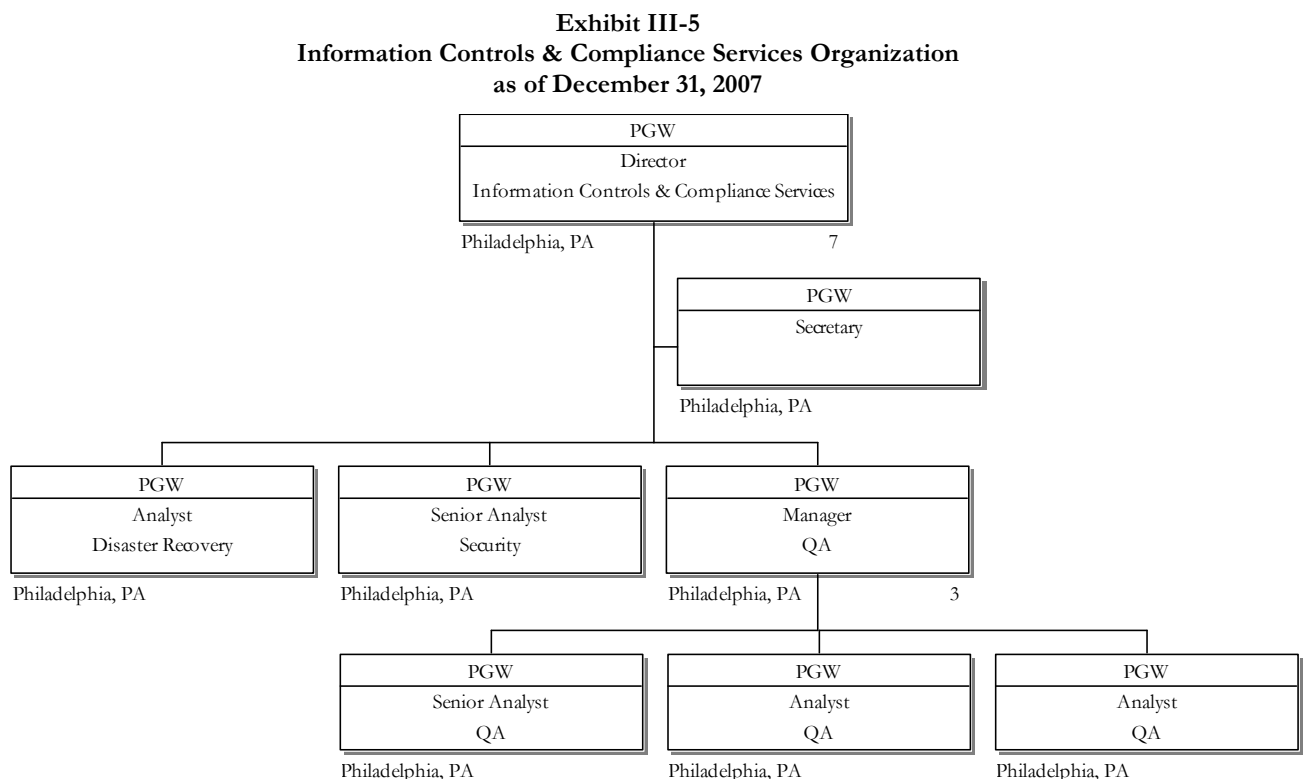 Exhibit III-5
Information Controls & Compliance Services Organization
as of December 31, 2007
PGW
Director
Information Controls & Compliance Services
Philadelphia, PA 7
PGW
Secretary
Philadelphia, PA
PGW
Analyst
Disaster Recovery
Philadelphia, PA
PGW
Senior Analyst
Security
Philadelphia, PA
PGW
Manager
QA
Philadelphia, PA 3
PGW
Senior Analyst
QA
Philadelphia, PA
PGW
Analyst
QA
Philadelphia, PA
PGW
Analyst
QA
Philadelphia, PA